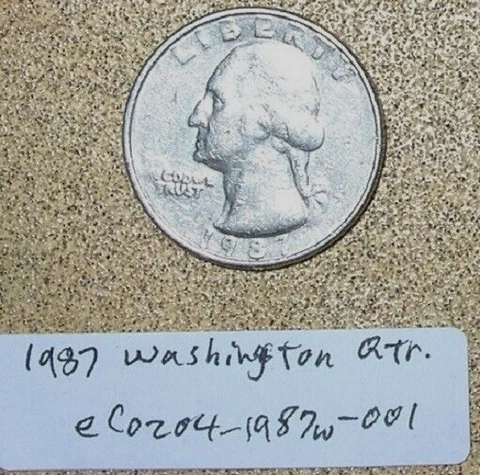 LIBERTY
IN GOD WE
TRUST
1987
1987 Washington Qtr.
eC0204-1987w-001